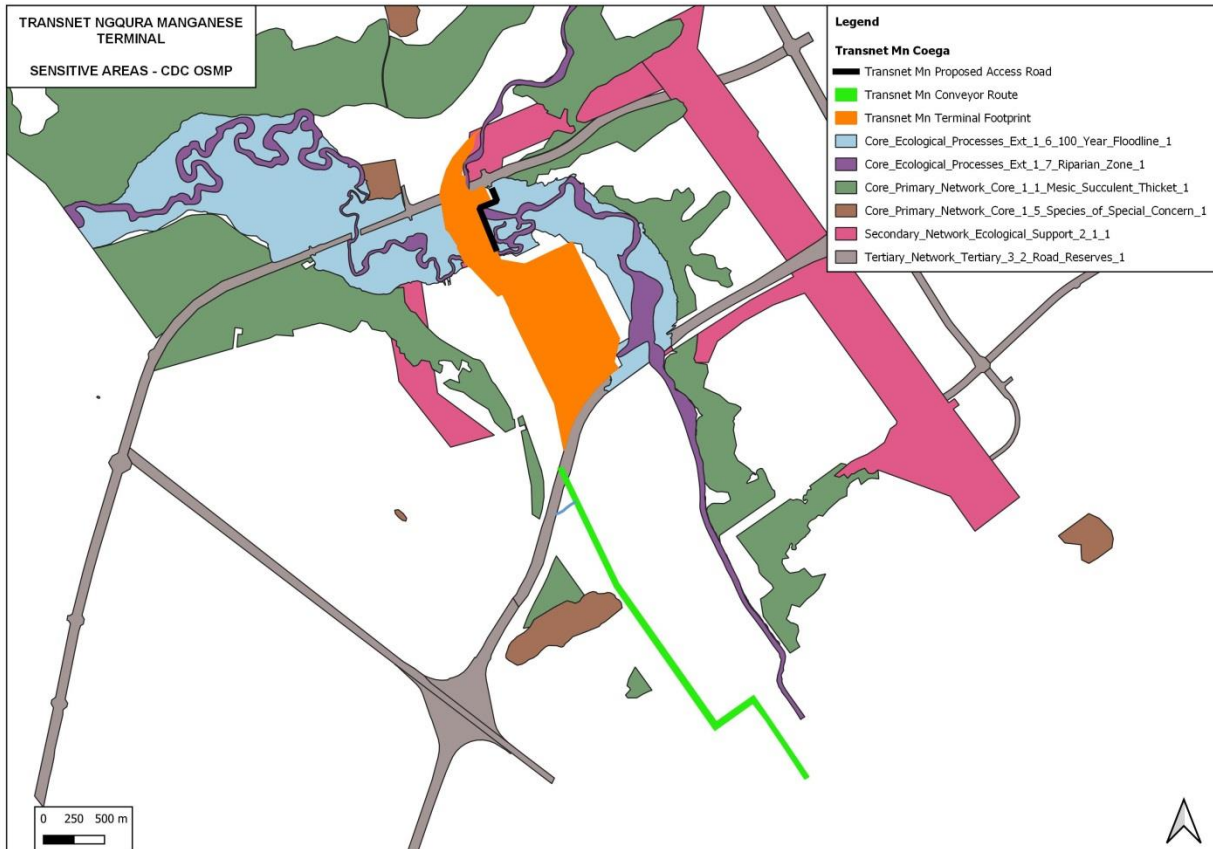 TRANSNET NGQURA MANGANESE
TERMINAL
SENSITIVE AREAS - CDC OSMP
Legend
Transnet Mn Coega
Transnet Mn Proposed Access Road
Transnet Mn Conveyor Route
Transnet Mn Terminal Footprint
Core_Ecological_Processes_Ext_1_6_100_Year_Floodline_1
Core_Ecological_Processes_Ext_1_7_Riparian_Zone_1
Core_Primary_Network_Core_1_1_Mesic_Succulent_Thicket_1
Core_Primary_Network_Core_1_5_Species_of_Special_Concern_1
Secondary_Network_Ecological_Support_2_1_1
Tertiary_Network_Tertiary_3_2_Road_Reserves_1
0 250 500 m